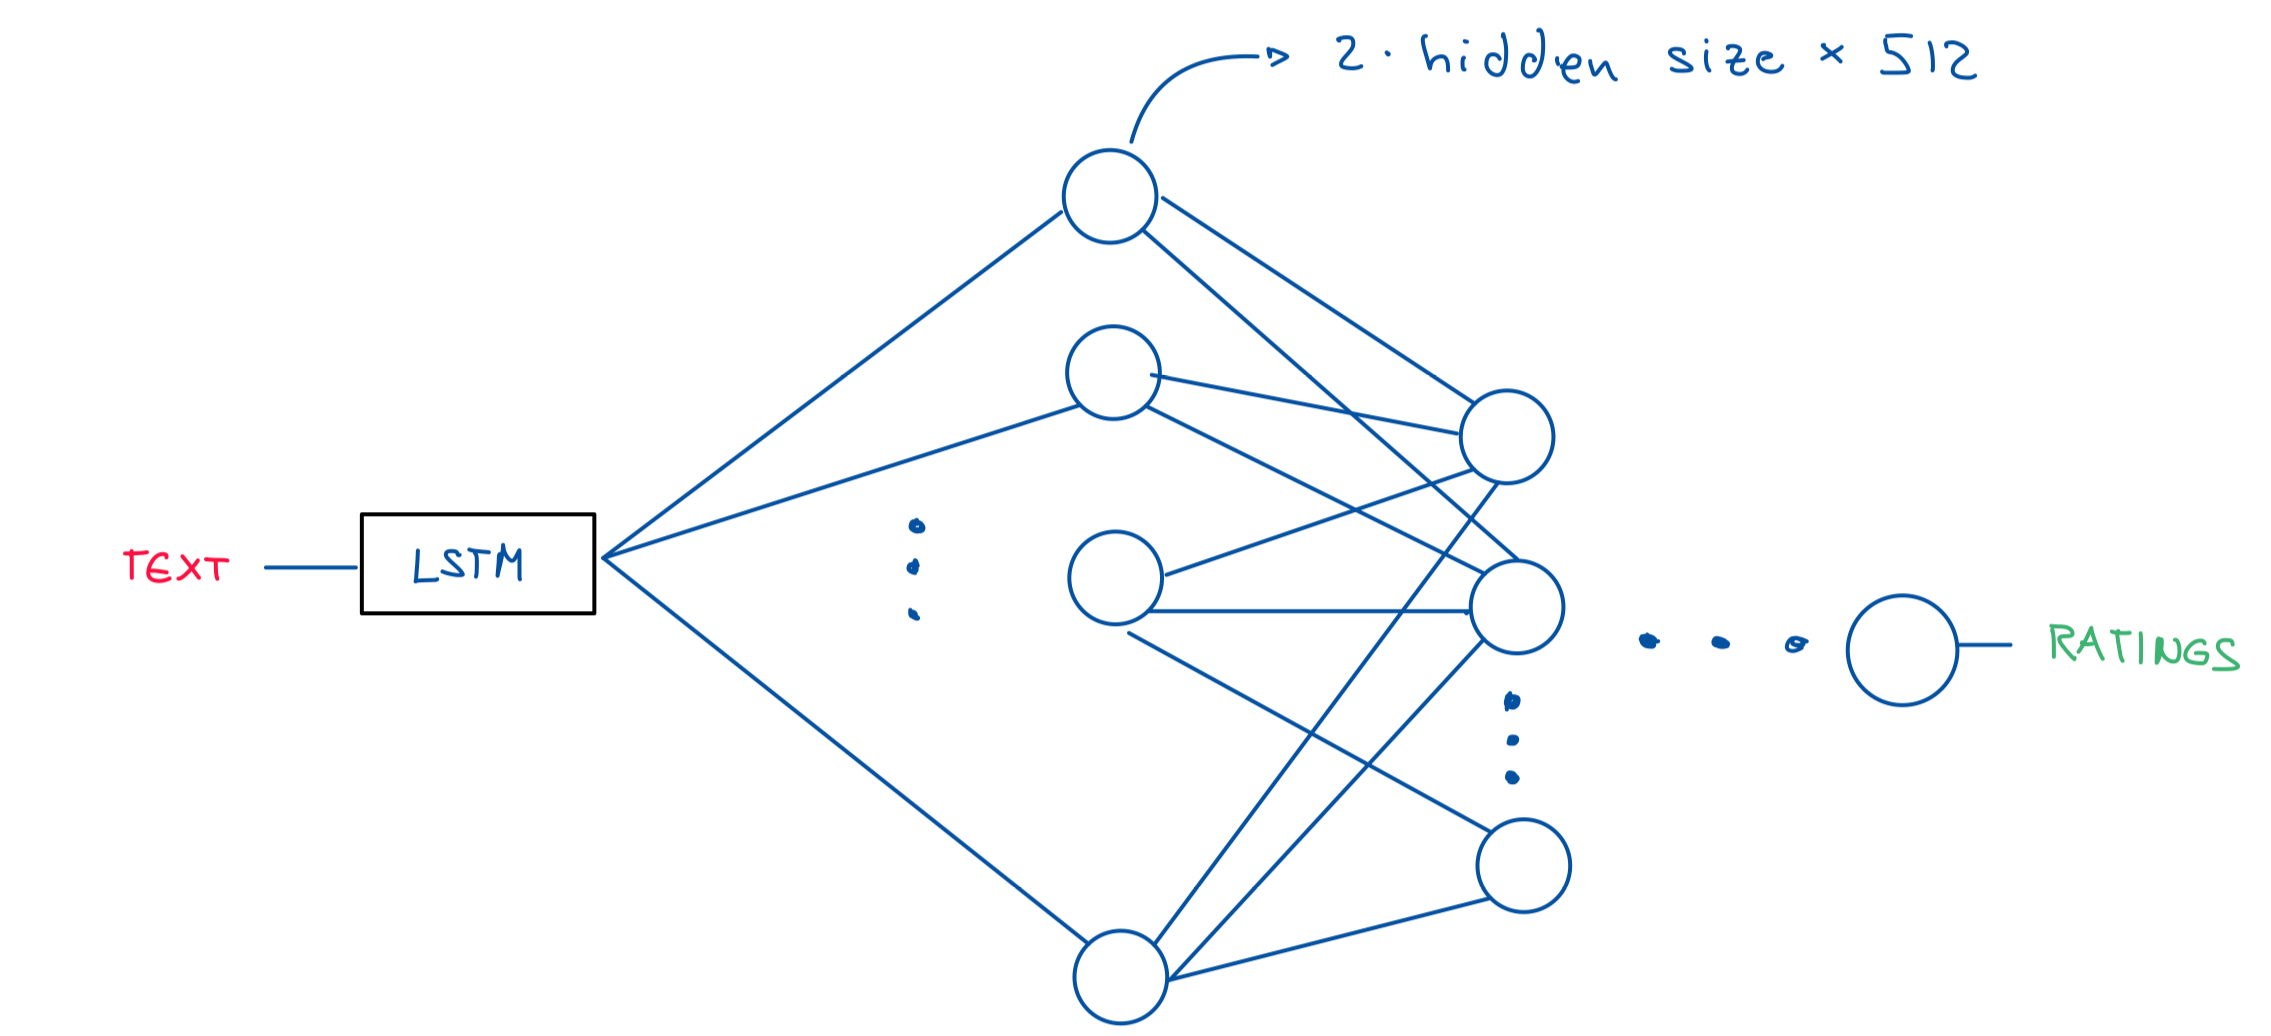 2 · hidden size × 512
TEXT
LSTM
RATINGS